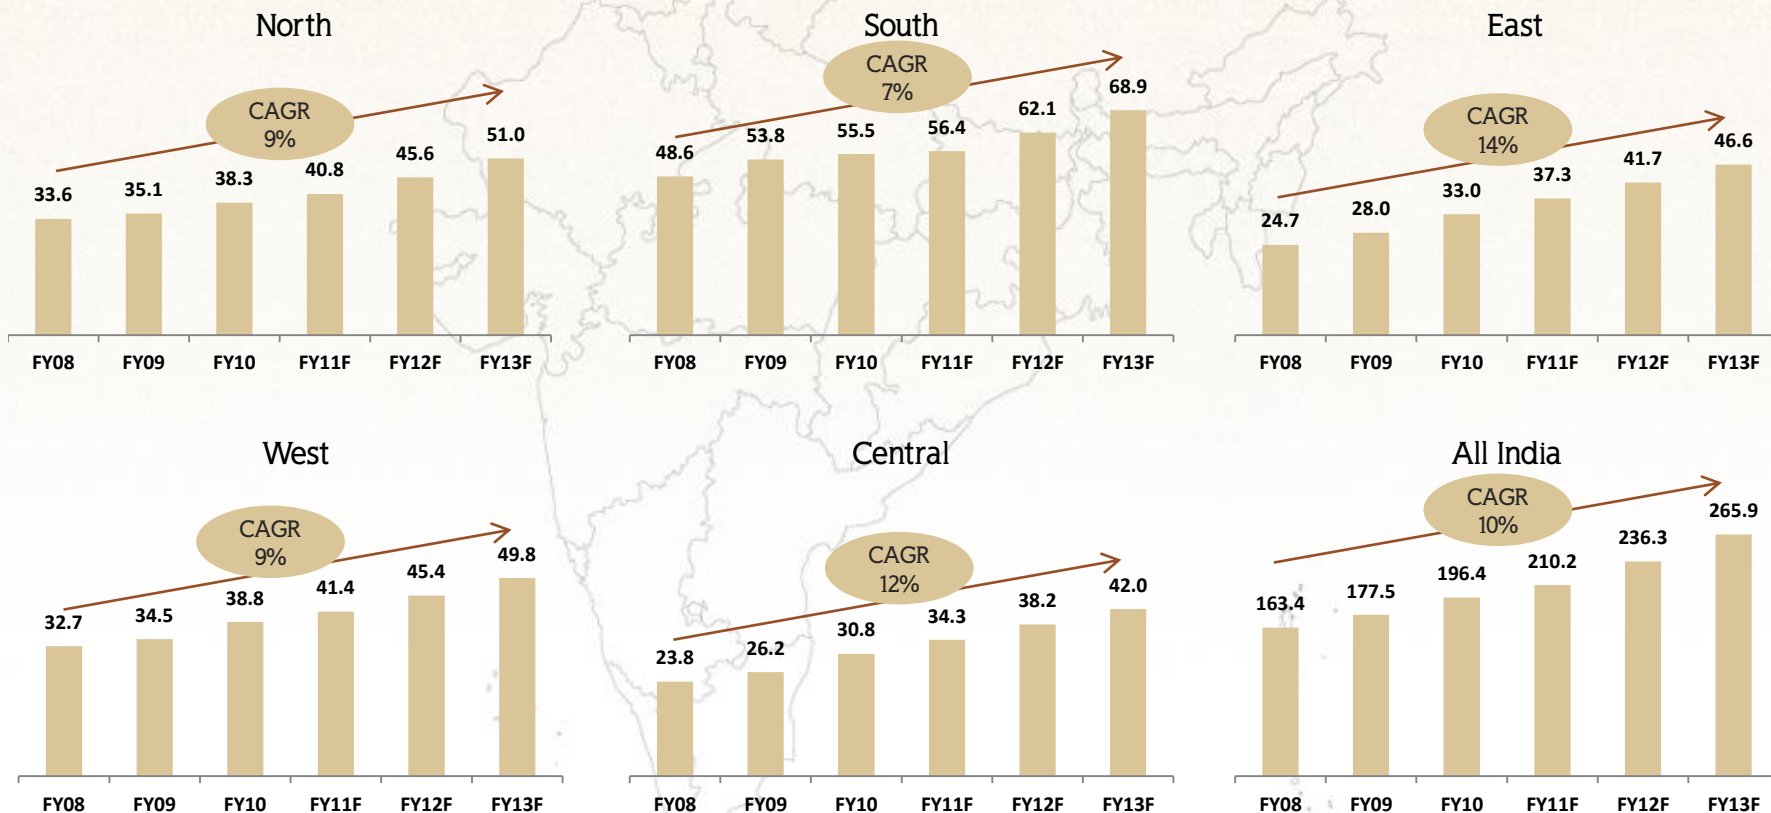 North
CAGR
9%
33.6 35.1 38.3 40.8 45.6 51.0
FY08 FY09 FY10 FY11F FY12F FY13F
South
CAGR
7%
48.6 53.8 55.5 56.4 62.1 68.9
FY08 FY09 FY10 FY11F FY12F FY13F
East
CAGR
14%
24.7 28.0 33.0 37.3 41.7 46.6
FY08 FY09 FY10 FY11F FY12F FY13F
West
CAGR
9%
32.7 34.5 38.8 41.4 45.4 49.8
FY08 FY09 FY10 FY11F FY12F FY13F
Central
CAGR
12%
23.8 26.2 30.8 34.3 38.2 42.0
FY08 FY09 FY10 FY11F FY12F FY13F
All India
CAGR
10%
163.4 177.5 196.4 210.2 236.3 265.9
FY08 FY09 FY10 FY11F FY12F FY13F